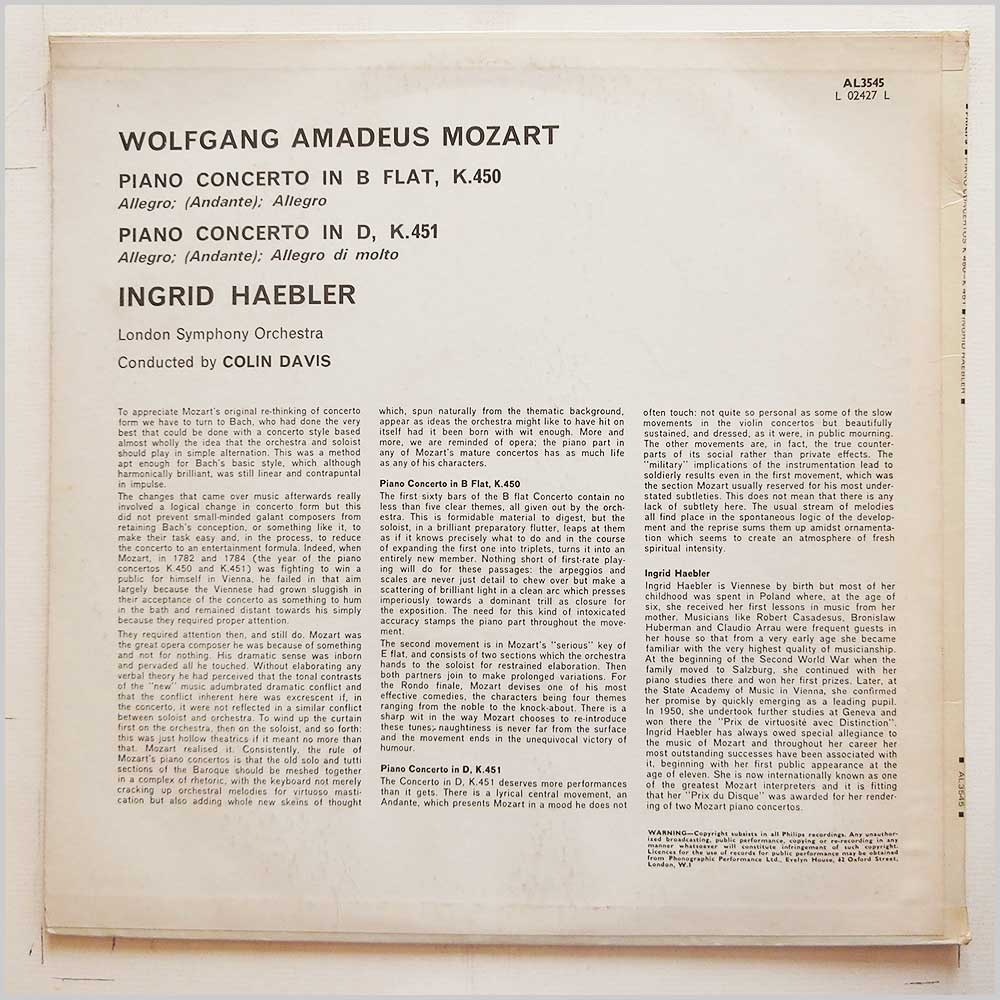 AL3545
L 02427 L
WOLFGANG AMADEUS MOZART
PIANO CONCERTO IN B FLAT, K.450
Allegro; (Andante); Allegro
PIANO CONCERTO IN D, K.451
Allegro; (Andante); Allegro di molto
INGRID HAEBLER
London Symphony Orchestra
Conducted by COLIN DAVIS
To appreciate Mozart's original re-thinking of concerto
form we have to turn to Bach, who had done the very
best that could be done with a concerto style based
almost wholly the idea that the orchestra and soloist
should play in simple alternation. This was a method
apt enough for Bach's basic style, which although
harmonically brilliant, was still linear and contrapuntal
in impulse.
The changes that came over music afterwards really
involved a logical change in concerto form but this
did not prevent small-minded galant composers from
retaining Bach's conception, or something like it, to
make their task easy and, in the process, to reduce
the concerto to an entertainment formula. Indeed, when
Mozart, in 1782 and 1784 (the year of the piano
concertos K.450 and K.451) was fighting to win a
public for himself in Vienna, he failed in that aim
largely because the Viennese had grown sluggish in
their acceptance of the concerto as something to hum
in the bath and remained distant towards his simply
because they required proper attention.
They required attention then, and still do. Mozart was
the great opera composer he was because of something
and not for nothing. His dramatic sense was inborn
and pervaded all he touched. Without elaborating any
verbal theory he had perceived that the tonal contrasts
of the "new" music adumbrated dramatic conflict and
that the conflict inherent here was excrescent if, in
the concerto, it were not reflected in a similar conflict
between soloist and orchestra. To wind up the curtain
first on the orchestra, then on the soloist, and so forth:
this was just hollow theatrics if it meant no more than
that. Mozart realised it. Consistently, the rule of
Mozart's piano concertos is that the old solo and tutti
sections of the Baroque should be meshed together
in a complex of rhetoric, with the keyboard not merely
cracking up orchestral melodies for virtuoso masti-
cation but also adding whole new skeins of thought
which, spun naturally from the thematic background,
appear as ideas the orchestra might like to have hit on
itself had it been born with wit enough. More and
more, we are reminded of opera; the piano part in
any of Mozart's mature concertos has as much life
as any of his characters.
Piano Concerto in B Flat, K.450
The first sixty bars of the B flat Concerto contain no
less than five clear themes, all given out by the orch-
estra. This is formidable material to digest, but the
soloist, in a brilliant preparatory flutter, leaps at them
as if it knows precisely what to do and in the course
of expanding the first one into triplets, turns it into an
entirely new member. Nothing short of first-rate play-
ing will do for these passages: the arpeggios and
scales are never just detail to chew over but make a
scattering of brilliant light in a clean arc which presses
imperiously towards a dominant trill as closure for
the exposition. The need for this kind of intoxicated
accuracy stamps the piano part throughout the move-
ment.
The second movement is in Mozart's "serious" key of
E flat, and consists of two sections which the orchestra
hands to the soloist for restrained elaboration. Then
both partners join to make prolonged variations. For
the Rondo finale, Mozart devises one of his most
effective comedies, the characters being four themes
ranging from the noble to the knock-about. There is a
sharp wit in the way Mozart chooses to re-introduce
these tunes; naughtiness is never far from the surface
and the movement ends in the unequivocal victory of
humour.
Piano Concerto in D, K.451
The Concerto in D, K.451 deserves more performances
than it gets. There is a lyrical central movement, an
Andante, which presents Mozart in a mood he does not
often touch: not quite so personal as some of the slow
movements in the violin concertos but beautifully
sustained, and dressed, as it were, in public mourning.
The other movements are, in fact, the true counter-
parts of its social rather than private effects. The
"military" implications of the instrumentation lead to
soldierly results even in the first movement, which was
the section Mozart usually reserved for his most under-
stated subtleties. This does not mean that there is any
lack of subtlety here. The usual stream of melodies
all find place in the spontaneous logic of the develop-
ment and the reprise sums them up amidst ornamenta-
tion which seems to create an atmosphere of fresh
spiritual intensity.
Ingrid Haebler
Ingrid Haebler is Viennese by birth but most of her
childhood was spent in Poland where, at the age of
six, she received her first lessons in music from her
mother. Musicians like Robert Casadesus, Bronislaw
Huberman and Claudio Arrau were frequent guests in
her house so that from a very early age she became
familiar with the very highest quality of musicianship.
At the beginning of the Second World War when the
family moved to Salzburg, she continued with her
piano studies there and won her first prizes. Later, at
the State Academy of Music in Vienna, she confirmed
her promise by quickly emerging as a leading pupil.
In 1950, she undertook further studies at Geneva and
won there the "Prix de virtuosité avec Distinction".
Ingrid Haebler has always owed special allegiance to
the music of Mozart and throughout her career her
most outstanding successes have been associated with
it, beginning with her first public appearance at the
age of eleven. She is now internationally known as one
of the greatest Mozart interpreters and it is fitting
that her "Prix du Disque" was awarded for her render-
ing of two Mozart piano concertos.
WARNING—Copyright subsists in all Philips recordings. Any unauthor-
ized broadcasting, public performance, copying or re-recording in any
manner whatsoever will constitute infringement of such copyright.
Licences for the use of records for public performance may be obtained
from Phonographic Performance Ltd., Evelyn House, 62 Oxford Street,
London, W.1
PIANO CONCERTOS K.450-K.451 ■ INGRID HAEBLER ■
■ AL3545 ■